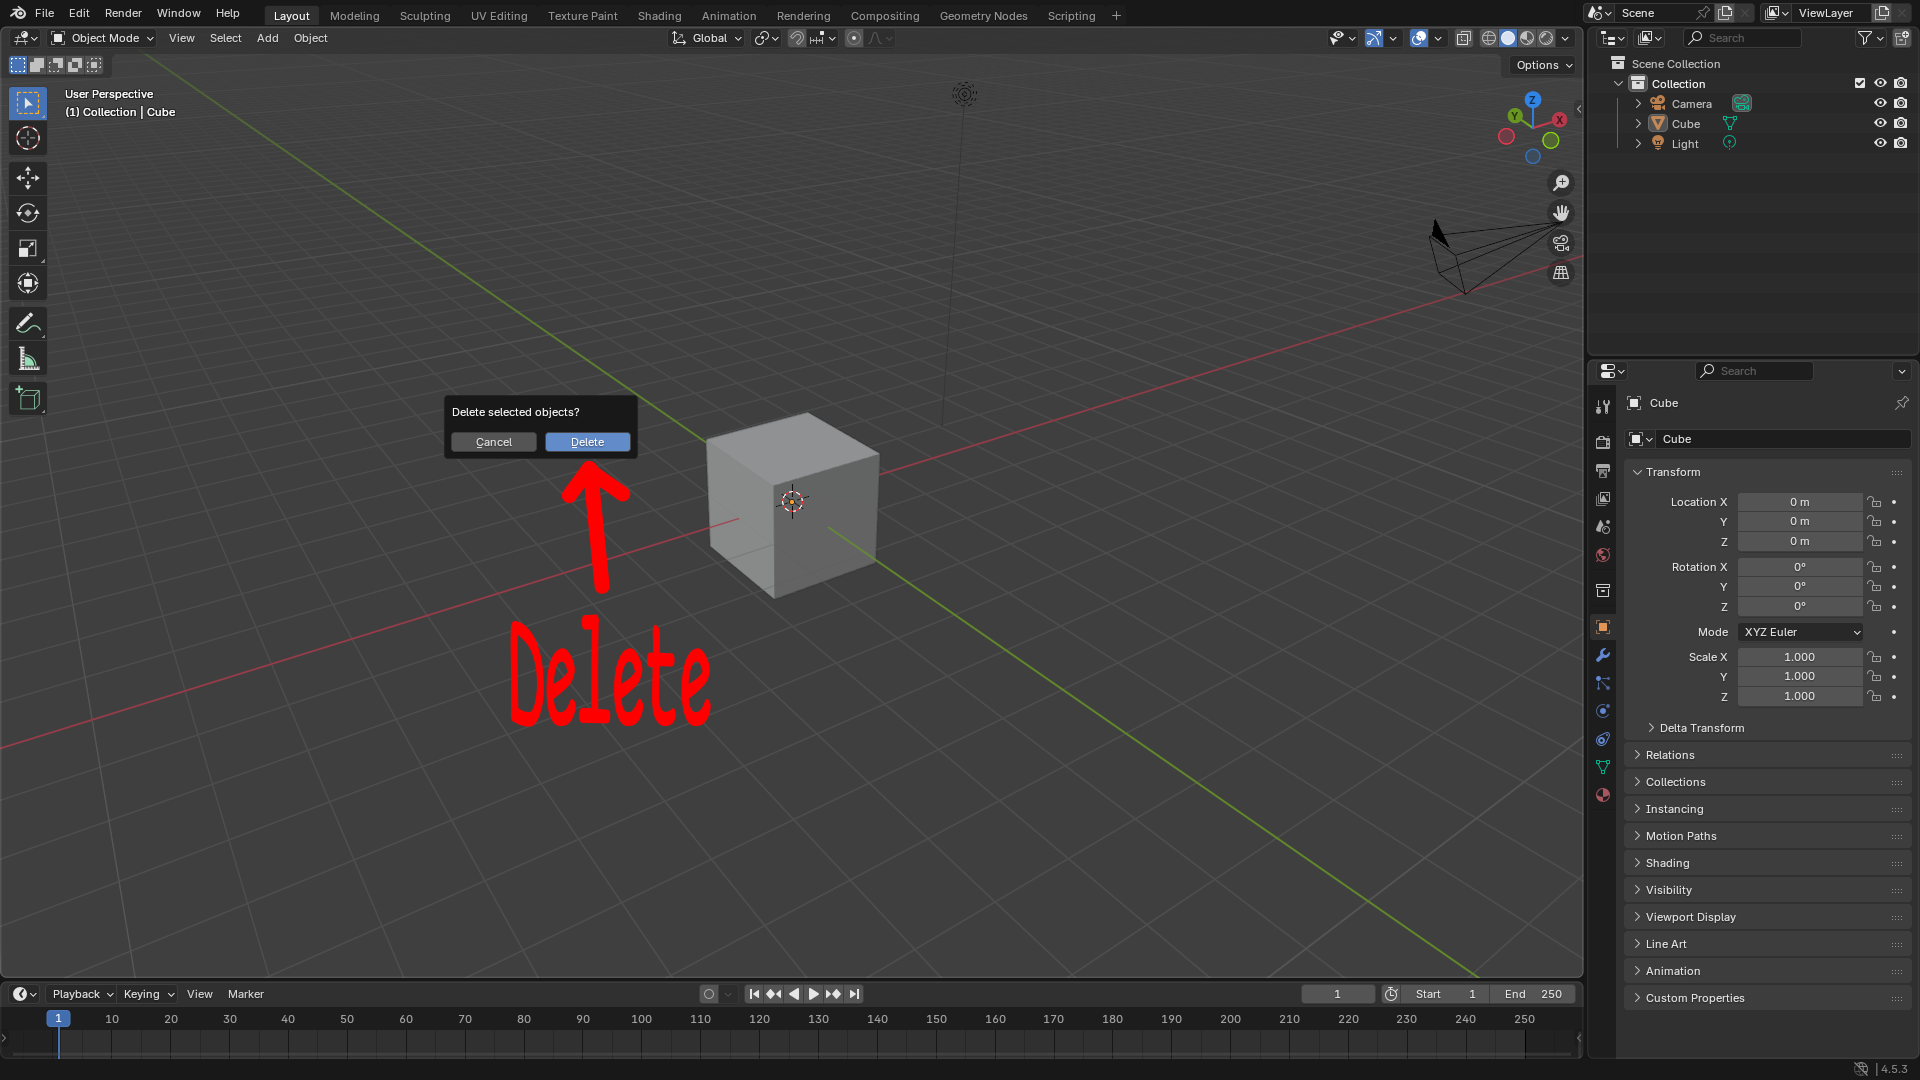 File Edit Render Window Help Layout Modeling Sculpting UV Editing Texture Paint Shading Animation Rendering Compositing Geometry Nodes Scripting + Scene ViewLayer
Object Mode View Select Add Object Global Search
Options
User Perspective
(1) Collection | Cube
Z
Y
X
Scene Collection
Collection
Camera
Cube
Light
Delete selected objects?
Cancel Delete
Delete
Search
Cube
Cube
Transform
Location X 0 m
Y 0 m
Z 0 m
Rotation X 0°
Y 0°
Z 0°
Mode XYZ Euler
Scale X 1.000
Y 1.000
Z 1.000
Delta Transform
Relations
Collections
Instancing
Motion Paths
Shading
Visibility
Viewport Display
Line Art
Animation
Custom Properties
Playback Keying View Marker 1 Start 1 End 250
1 10 20 30 40 50 60 70 80 90 100 110 120 130 140 150 160 170 180 190 200 210 220 230 240 250
4.5.3